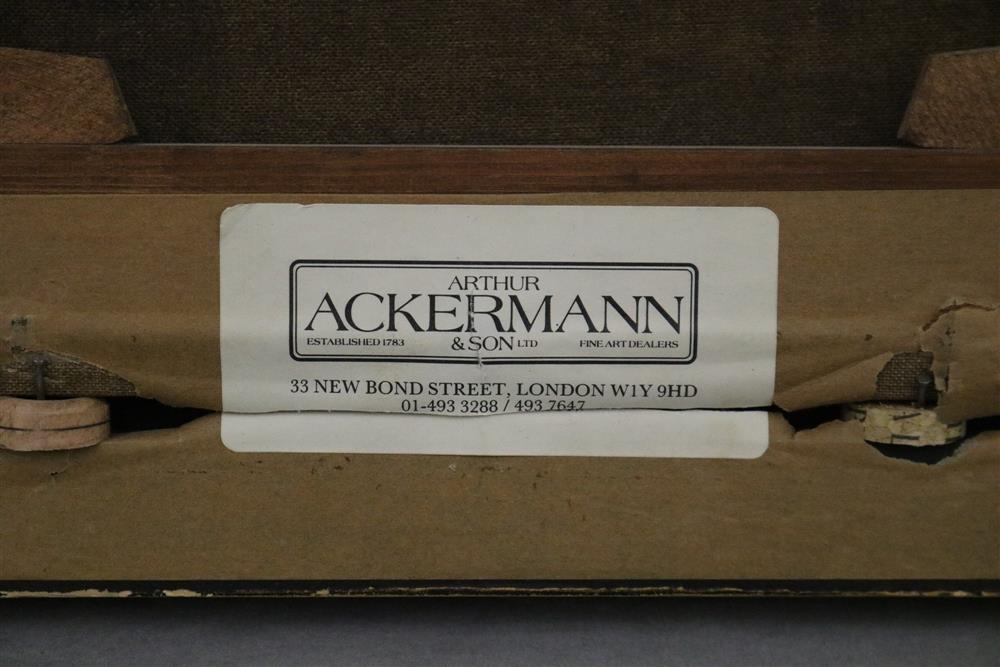 ARTHUR
ACKERMANN
ESTABLISHED 1783 & SON LTD FINE ART DEALERS
33 NEW BOND STREET, LONDON W1Y 9HD
01-493 3288 / 493 7647